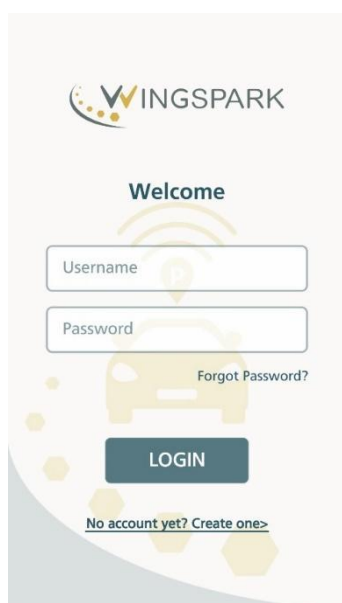 WINGSPARK
Welcome
P
Username
Password
Forgot Password?
LOGIN
No account yet? Create one>